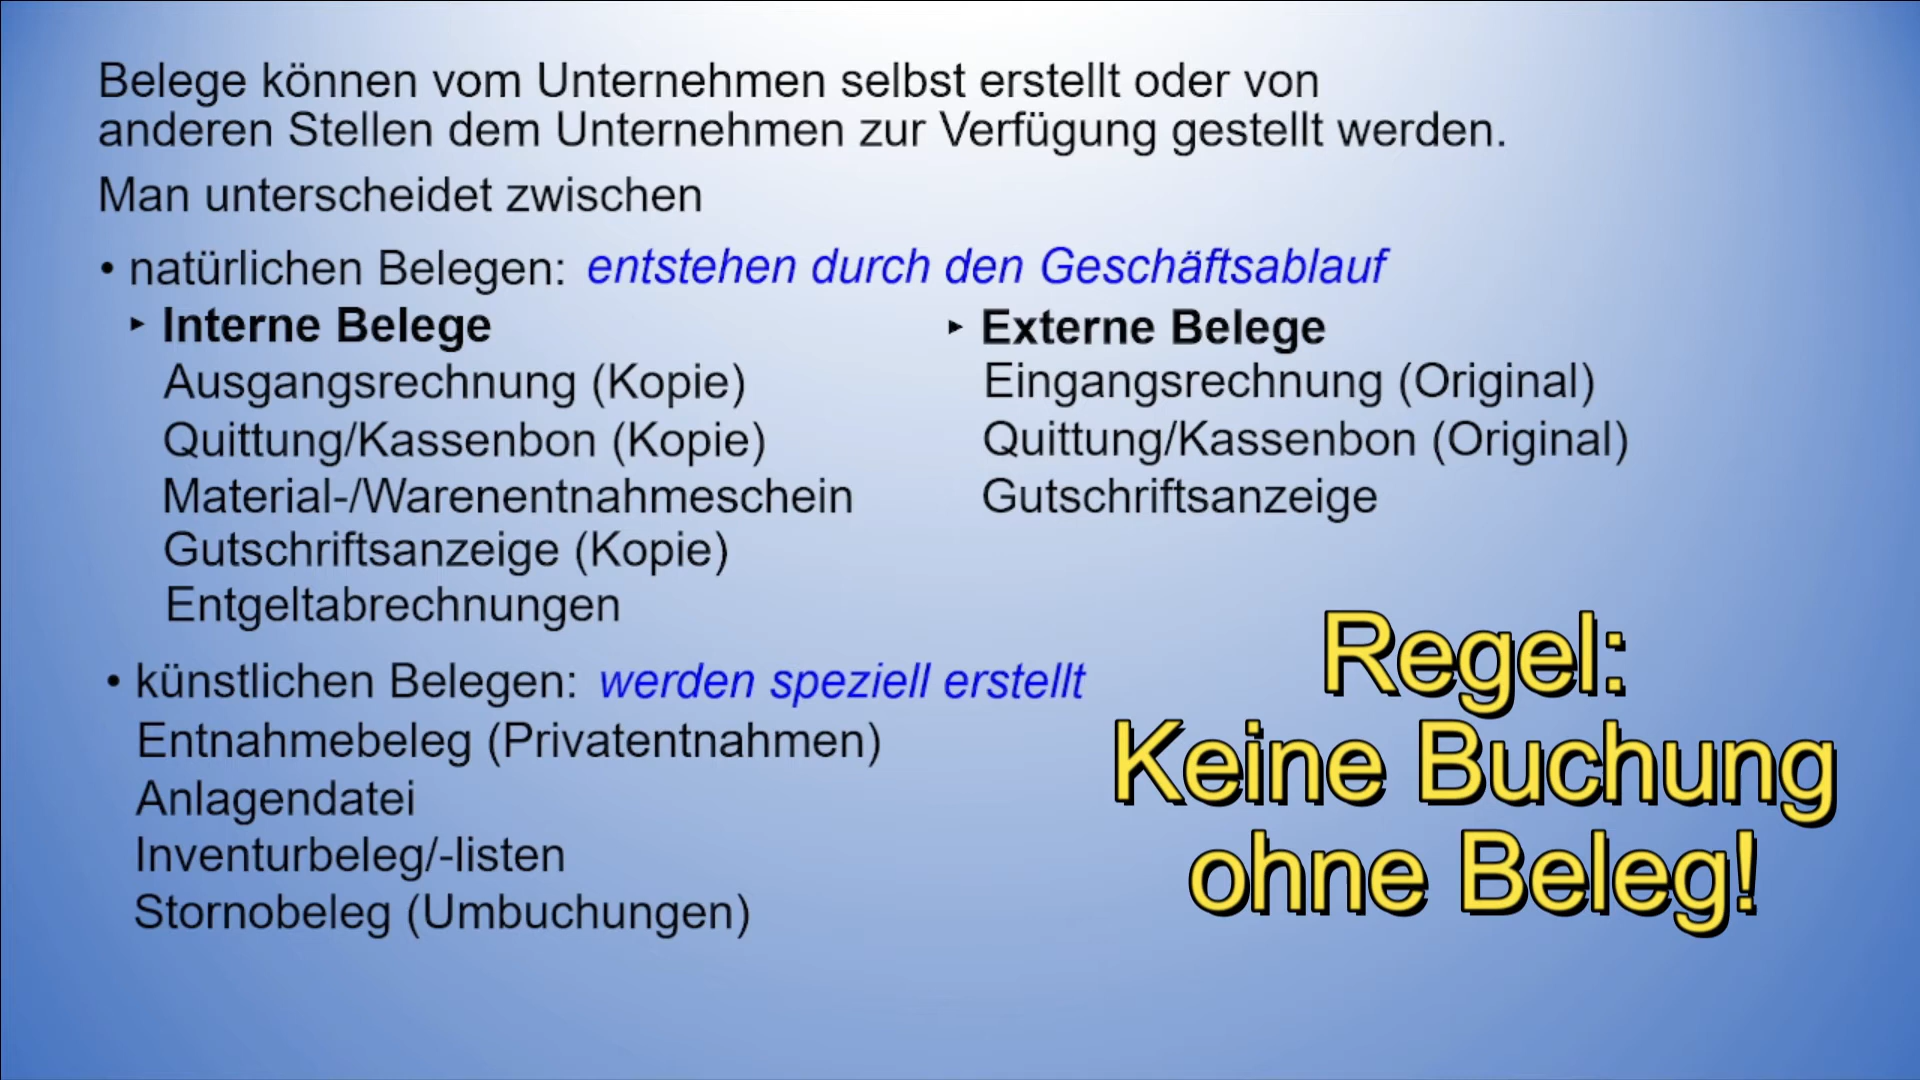 Belege können vom Unternehmen selbst erstellt oder von
anderen Stellen dem Unternehmen zur Verfügung gestellt werden.
Man unterscheidet zwischen
• natürlichen Belegen: entstehen durch den Geschäftsablauf
‣ Interne Belege
Ausgangsrechnung (Kopie)
Quittung/Kassenbon (Kopie)
Material-/Warenentnahmeschein
Gutschriftsanzeige (Kopie)
Entgeltabrechnungen
‣ Externe Belege
Eingangsrechnung (Original)
Quittung/Kassenbon (Original)
Gutschriftsanzeige
• künstlichen Belegen: werden speziell erstellt
Entnahmebeleg (Privatentnahmen)
Anlagendatei
Inventurbeleg/-listen
Stornobeleg (Umbuchungen)
Regel:
Keine Buchung
ohne Beleg!